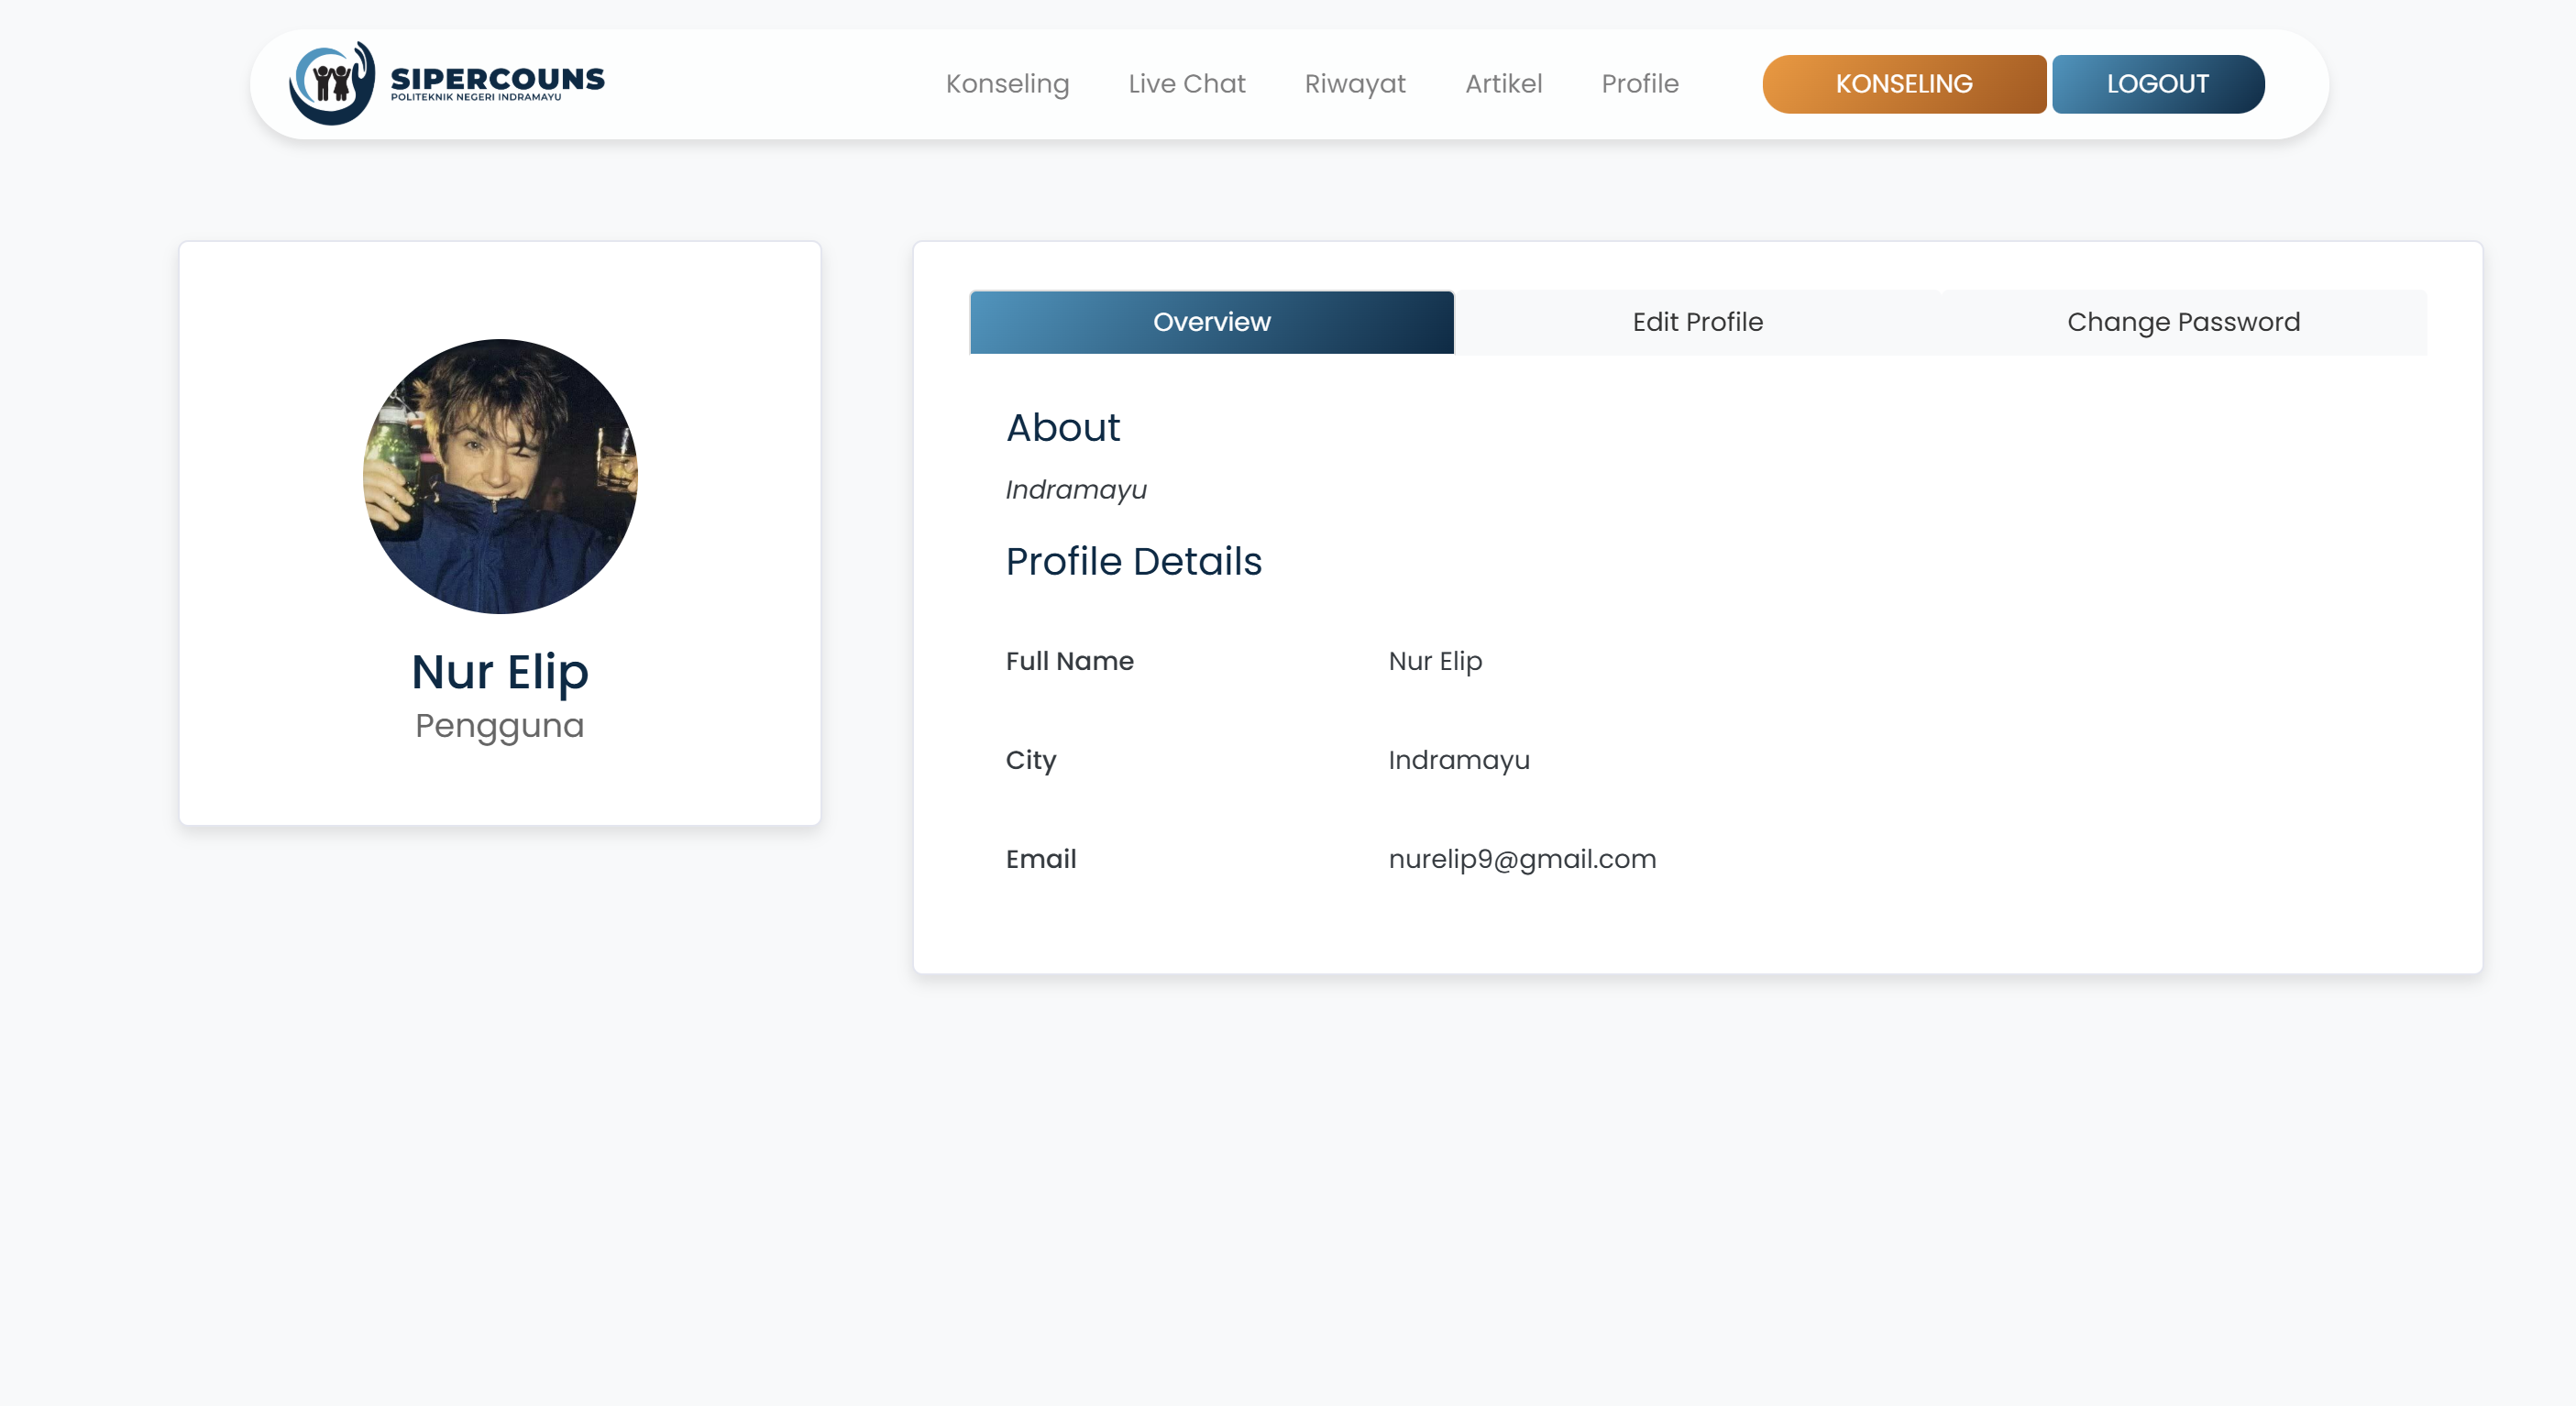 SIPERCOUNS
POLITEKNIK NEGERI INDRAMAYU
Konseling
Live Chat
Riwayat
Artikel
Profile
KONSELING
LOGOUT
Nur Elip
Pengguna
Overview
Edit Profile
Change Password
About
Indramayu
Profile Details
Full Name Nur Elip
City Indramayu
Email nurelip9@gmail.com